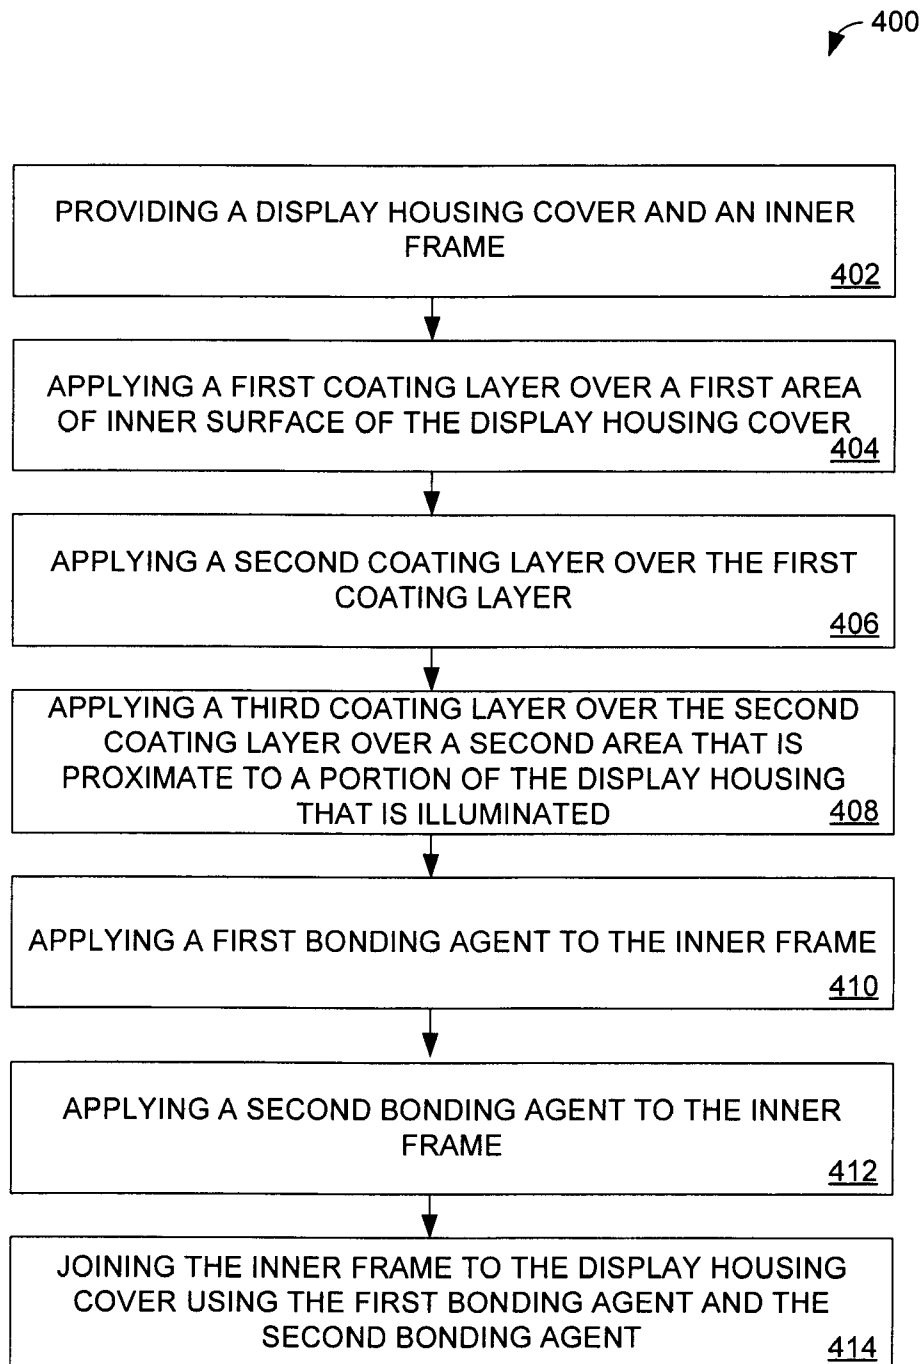 400
PROVIDING A DISPLAY HOUSING COVER AND AN INNER
FRAME
402
APPLYING A FIRST COATING LAYER OVER A FIRST AREA
OF INNER SURFACE OF THE DISPLAY HOUSING COVER
404
APPLYING A SECOND COATING LAYER OVER THE FIRST
COATING LAYER
406
APPLYING A THIRD COATING LAYER OVER THE SECOND
COATING LAYER OVER A SECOND AREA THAT IS
PROXIMATE TO A PORTION OF THE DISPLAY HOUSING
THAT IS ILLUMINATED
408
APPLYING A FIRST BONDING AGENT TO THE INNER FRAME
410
APPLYING A SECOND BONDING AGENT TO THE INNER
FRAME
412
JOINING THE INNER FRAME TO THE DISPLAY HOUSING
COVER USING THE FIRST BONDING AGENT AND THE
SECOND BONDING AGENT
414